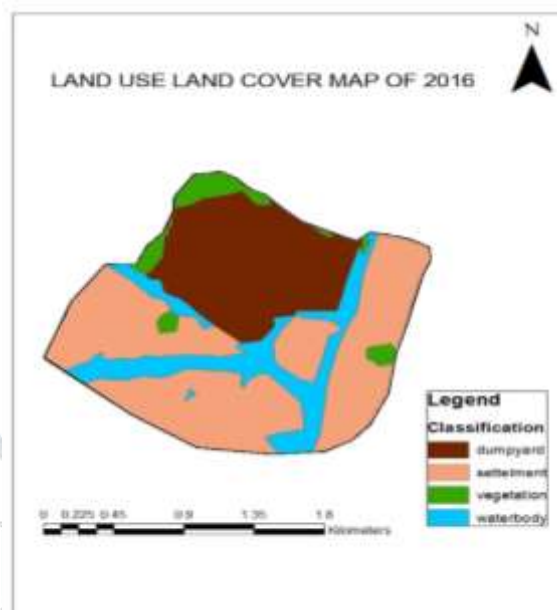 N
LAND USE LAND COVER MAP OF 2016
Legend
Classification
dumpyard
settelment
vegetation
waterbody
0 0.225 0.45 0.9 1.35 1.8
Kilometers